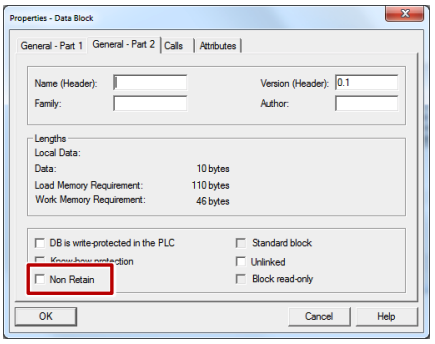 Properties - Data Block
General - Part 1 General - Part 2 Calls Attributes
Name (Header): Version (Header): 0.1
Family: Author:
Lengths
Local Data:
Data: 10 bytes
Load Memory Requirement: 110 bytes
Work Memory Requirement: 46 bytes
DB is write-protected in the PLC Standard block
Know-how protection Unlinked
Non Retain Block read-only
OK Cancel Help